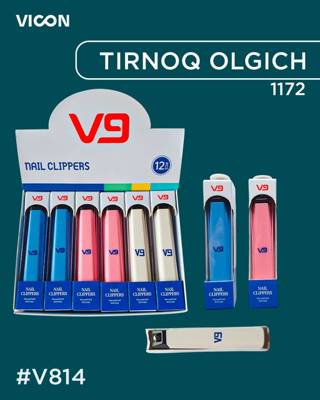 VICON
TIRNOQ OLGICH
1172
V9
NAIL CLIPPERS
12
V9 V9 V9 V9 V9 V9
NAIL CLIPPERS NAIL CLIPPERS NAIL CLIPPERS NAIL CLIPPERS NAIL CLIPPERS NAIL CLIPPERS
V9 V9
NAIL CLIPPERS NAIL CLIPPERS
V9
#V814